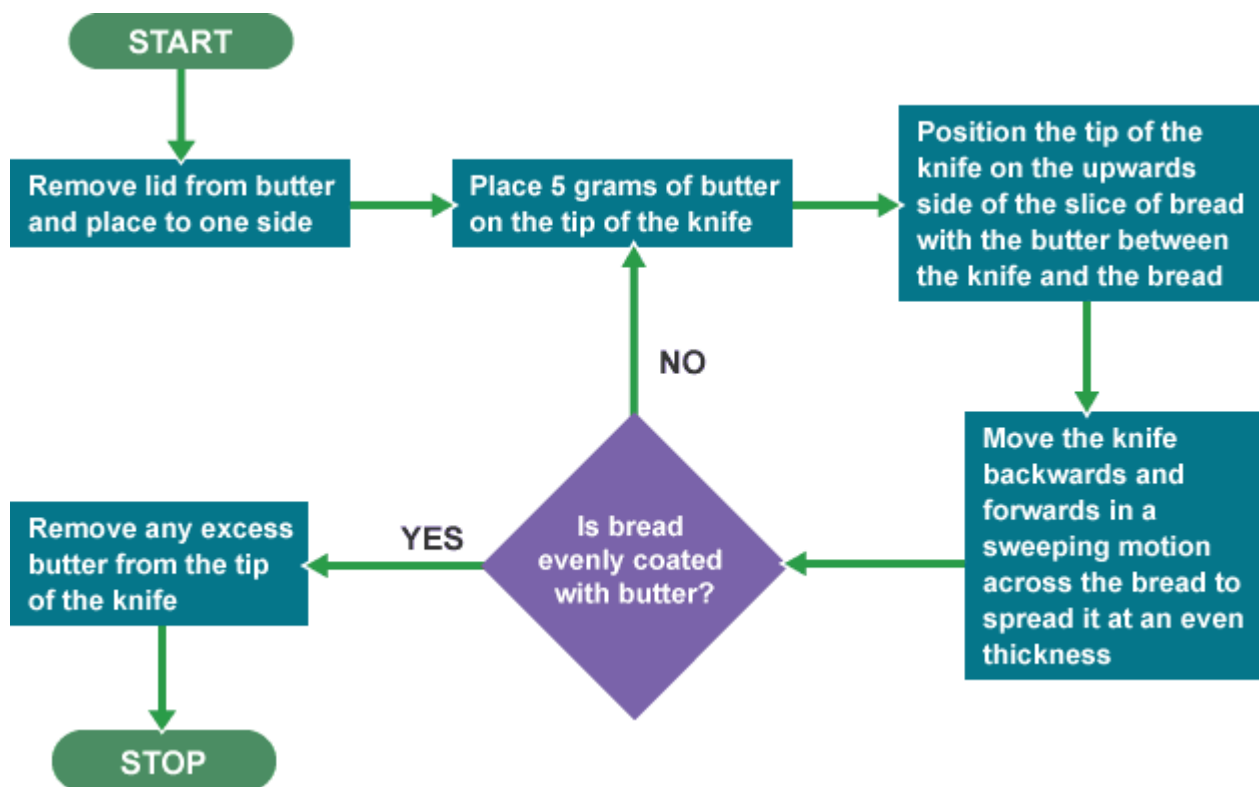 START
Remove lid from butter
and place to one side
Place 5 grams of butter
on the tip of the knife
Position the tip of the
knife on the upwards
side of the slice of bread
with the butter between
the knife and the bread
Move the knife
backwards and
forwards in a
sweeping motion
across the bread to
spread it at an even
thickness
Is bread
evenly coated
with butter?
NO
YES
Remove any excess
butter from the tip
of the knife
STOP